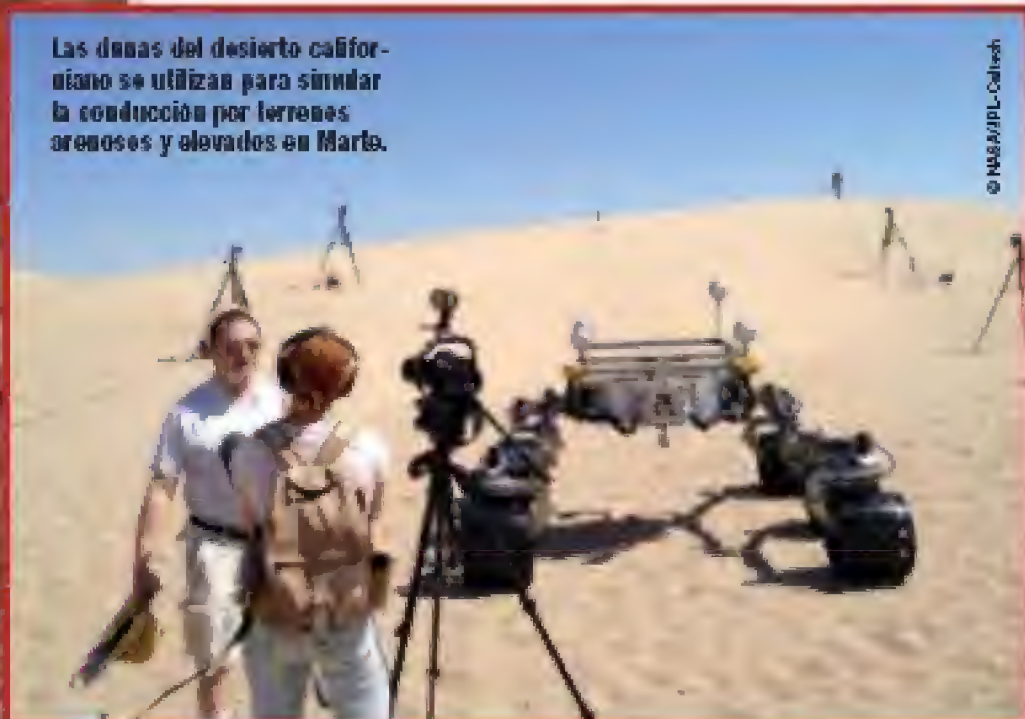 Las dunas del desierto califor-
niano se utilizan para simular
la conducción por terrenos
arenosos y elevados en Marte.
© NASA/JPL-Caltech